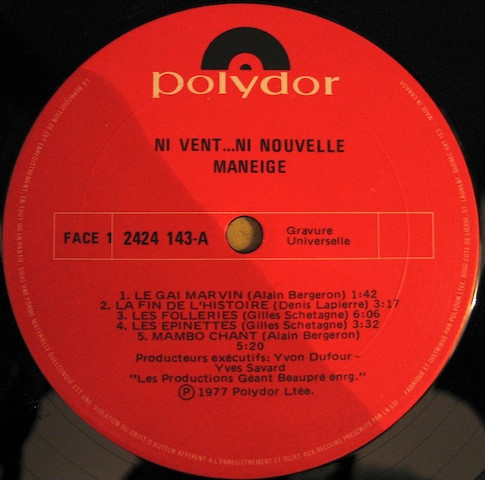 polydor
NI VENT...NI NOUVELLE
MANEIGE
FACE 1
2424 143-A
Gravure
Universelle
1. LE GAI MARVIN (Alain Bergeron) 1:42
2. LA FIN DE L'HISTOIRE (Denis Lapierre) 3:17
3. LES FOLLERIES (Gilles Schetagne) 6:06
4. LES EPINETTES (Gilles Schetagne) 3:32
5. MAMBO CHANT (Alain Bergeron)
5:20
Producteurs exécutifs: Yvon Dufour -
Yves Savard
"Les Productions Géant Beaupré enrg."
Ⓟ 1977 Polydor Ltée.